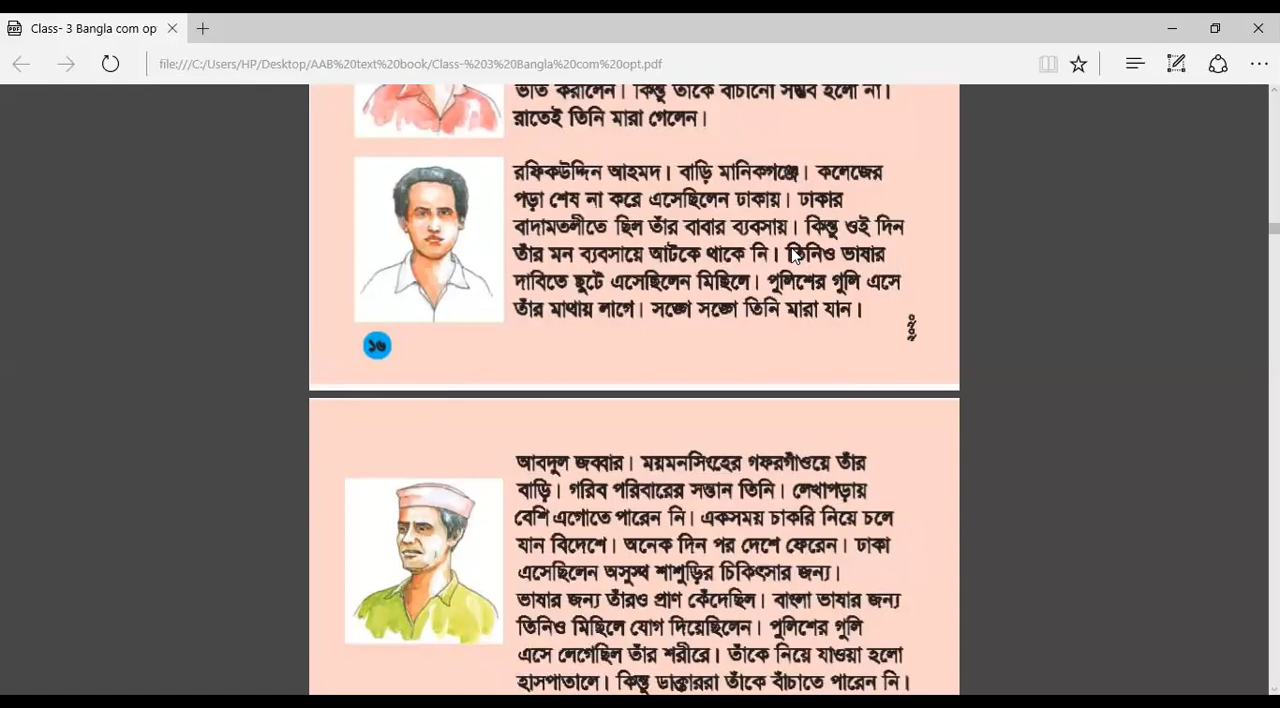 Class- 3 Bangla com op
file:///C:/Users/HP/Desktop/AAB%20text%20book/Class-%203%20Bangla%20com%20opt.pdf
ভর্তি করালেন। কিন্তু তাঁকে বাঁচানো সম্ভব হলো না।
রাতেই তিনি মারা গেলেন।
রফিকউদ্দিন আহমদ। বাড়ি মানিকগঞ্জে। কলেজের
পড়া শেষ না করে এসেছিলেন ঢাকায়। ঢাকার
বাদামতলীতে ছিল তাঁর বাবার ব্যবসায়। কিন্তু ওই দিন
তাঁর মন ব্যবসায়ে আটকে থাকে নি। তিনিও ভাষার
দাবিতে ছুটে এসেছিলেন মিছিলে। পুলিশের গুলি এসে
তাঁর মাথায় লাগে। সঙ্গে সঙ্গে তিনি মারা যান।
১৬
২০২০
আবদুল জব্বার। ময়মনসিংহের গফরগাঁওয়ে তাঁর
বাড়ি। গরিব পরিবারের সন্তান তিনি। লেখাপড়ায়
বেশি এগোতে পারেন নি। একসময় চাকরি নিয়ে চলে
যান বিদেশে। অনেক দিন পর দেশে ফেরেন। ঢাকা
এসেছিলেন অসুস্থ শাশুড়ির চিকিৎসার জন্য।
ভাষার জন্য তাঁরও প্রাণ কেঁদেছিল। বাংলা ভাষার জন্য
তিনিও মিছিলে যোগ দিয়েছিলেন। পুলিশের গুলি
এসে লেগেছিল তাঁর শরীরে। তাঁকে নিয়ে যাওয়া হলো
হাসপাতালে। কিন্তু ডাক্তাররা তাঁকে বাঁচাতে পারেন নি।